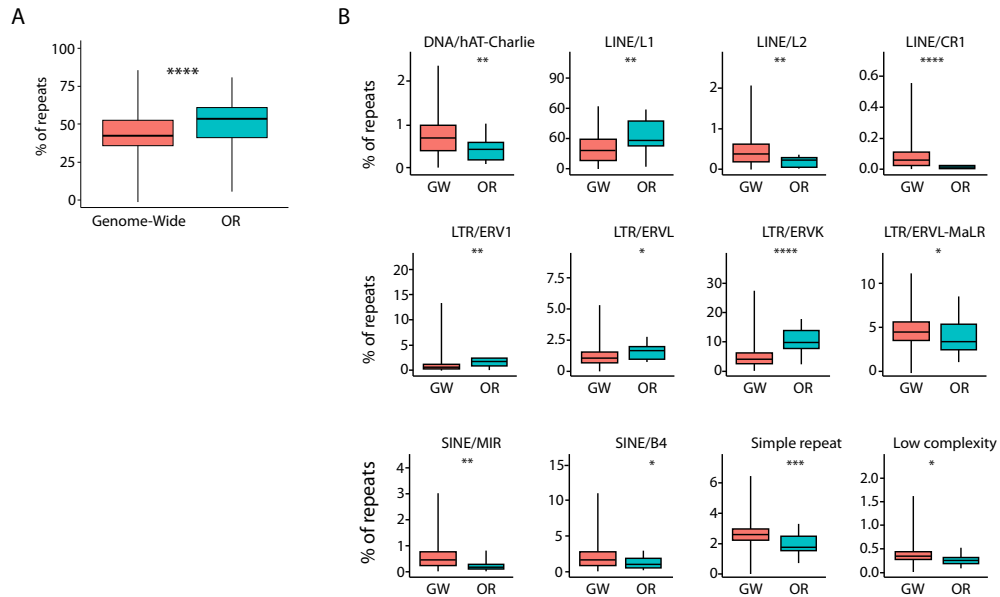 A
% of repeats
100
75
50
25
0
****
Genome-Wide
OR
B
% of repeats
DNA/hAT-Charlie
**
2
1
0
GW OR
LINE/L1
**
90
60
60
0
GW OR
LINE/L2
**
2
1
0
GW OR
LINE/CR1
****
0.6
0.4
0.2
0.0
GW OR
% of repeats
LTR/ERV1
**
20
15
10
5
0
GW OR
LTR/ERVL
*
7.5
5.0
2.5
0.0
GW OR
LTR/ERVK
****
30
20
10
0
GW OR
LTR/ERVL-MaLR
*
10
5
0
GW OR
% of repeats
SINE/MIR
**
4
3
2
1
0
GW OR
SINE/B4
*
15
10
5
0
GW OR
Simple repeat
***
6
4
2
0
GW OR
Low complexity
*
2.0
1.5
1.0
0.5
0.0
GW OR